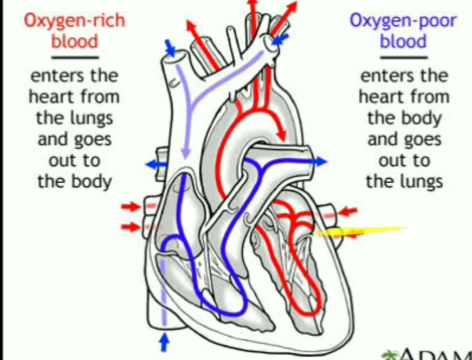 Oxygen-rich
blood
enters the
heart from
the lungs
and goes
out to
the body
Oxygen-poor
blood
enters the
heart from
the body
and goes
out to
the lungs
ADAM